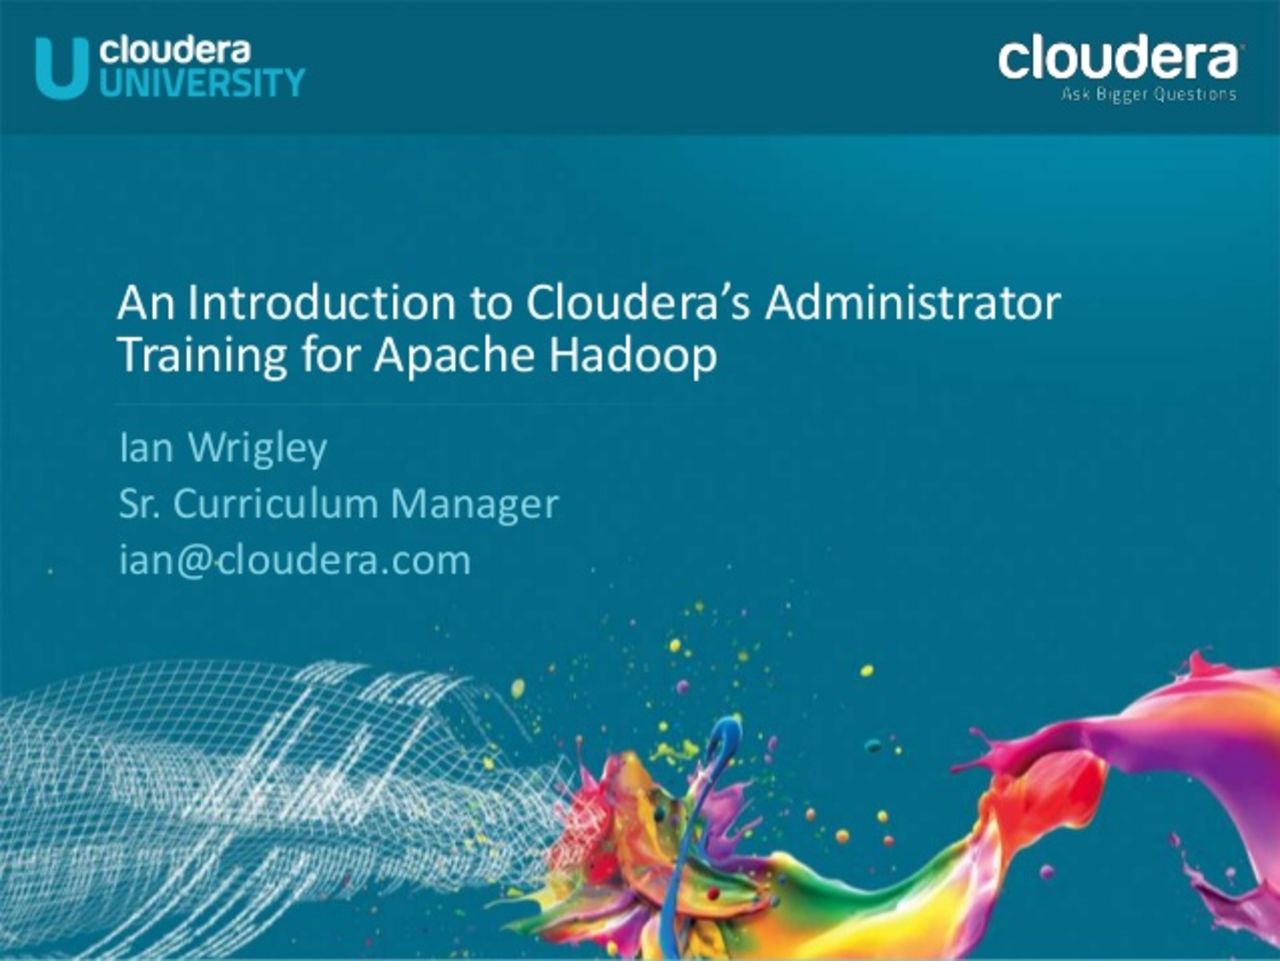 cloudera
UNIVERSITY
cloudera
Ask Bigger Questions
An Introduction to Cloudera’s Administrator
Training for Apache Hadoop
Ian Wrigley
Sr. Curriculum Manager
ian@cloudera.com